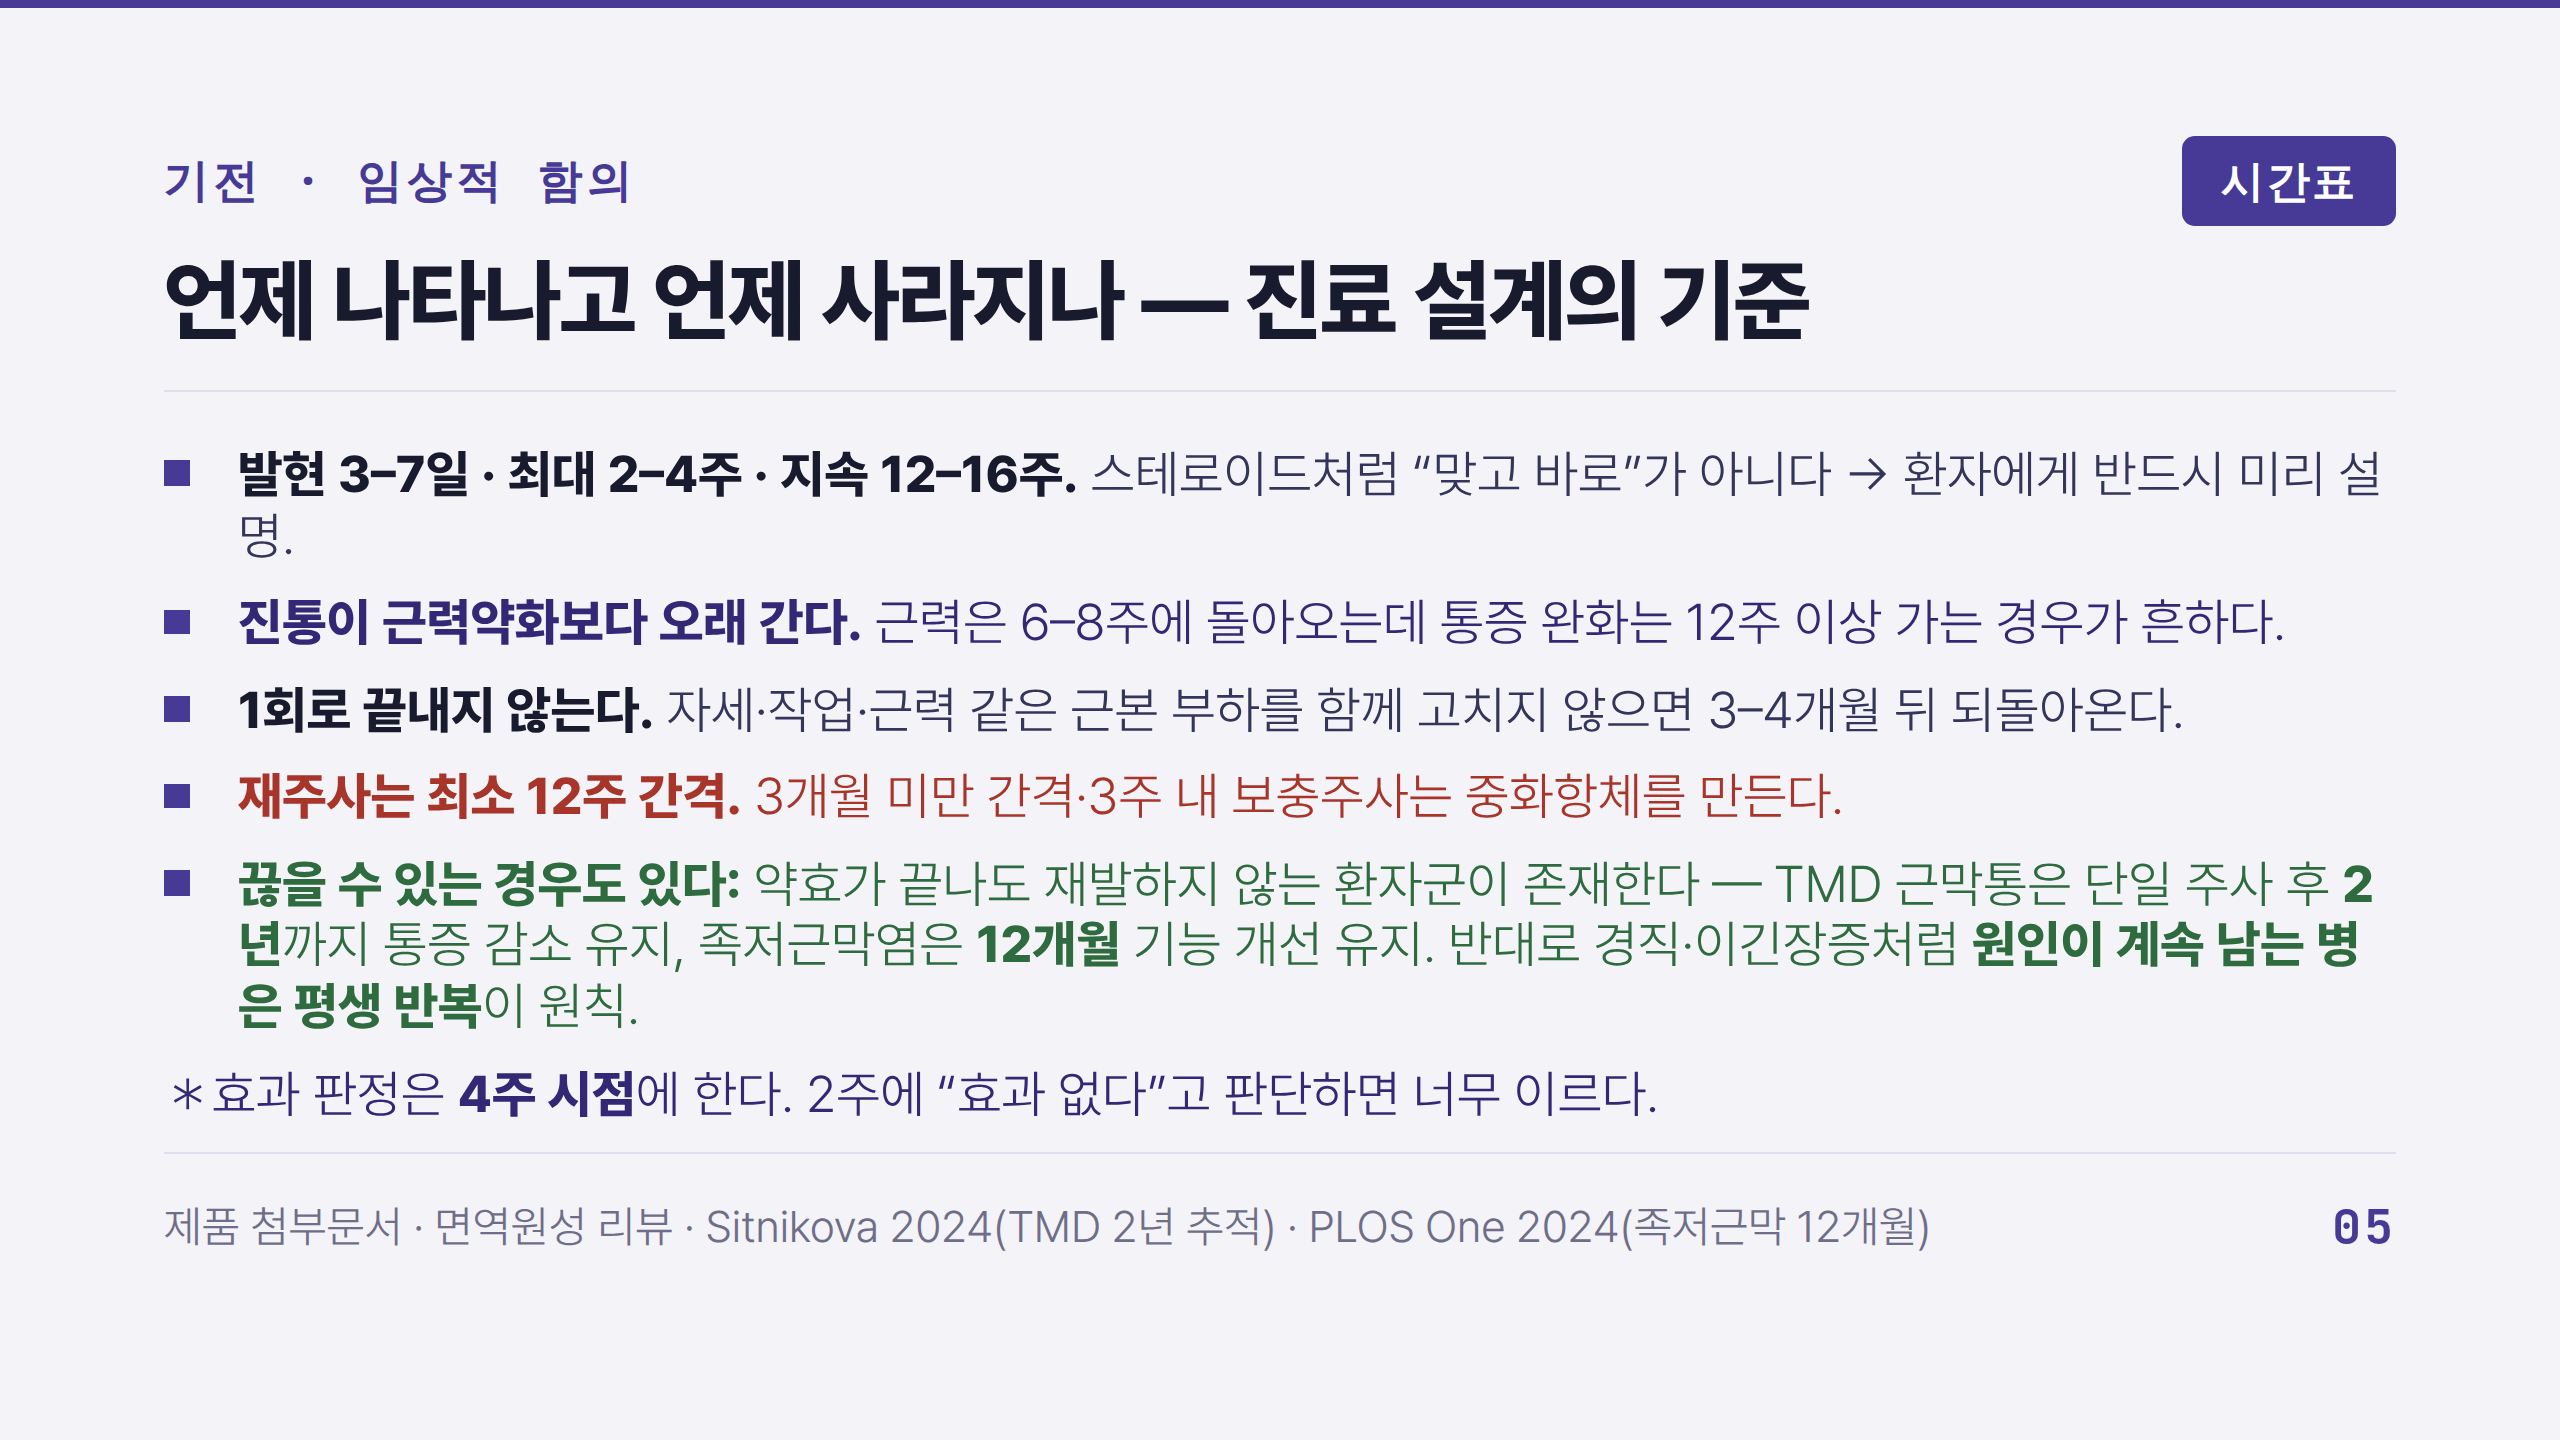 기전 · 임상적 함의
시간표
언제 나타나고 언제 사라지나 — 진료 설계의 기준
발현 3–7일 · 최대 2–4주 · 지속 12–16주. 스테로이드처럼 “맞고 바로”가 아니다 → 환자에게 반드시 미리 설
명.
진통이 근력약화보다 오래 간다. 근력은 6–8주에 돌아오는데 통증 완화는 12주 이상 가는 경우가 흔하다.
1회로 끝내지 않는다. 자세·작업·근력 같은 근본 부하를 함께 고치지 않으면 3–4개월 뒤 되돌아온다.
재주사는 최소 12주 간격. 3개월 미만 간격·3주 내 보충주사는 중화항체를 만든다.
끊을 수 있는 경우도 있다: 약효가 끝나도 재발하지 않는 환자군이 존재한다 — TMD 근막통은 단일 주사 후 2
년까지 통증 감소 유지, 족저근막염은 12개월 기능 개선 유지. 반대로 경직·이긴장증처럼 원인이 계속 남는 병
은 평생 반복이 원칙.
＊효과 판정은 4주 시점에 한다. 2주에 “효과 없다”고 판단하면 너무 이르다.
제품 첨부문서 · 면역원성 리뷰 · Sitnikova 2024(TMD 2년 추적) · PLOS One 2024(족저근막 12개월)
05